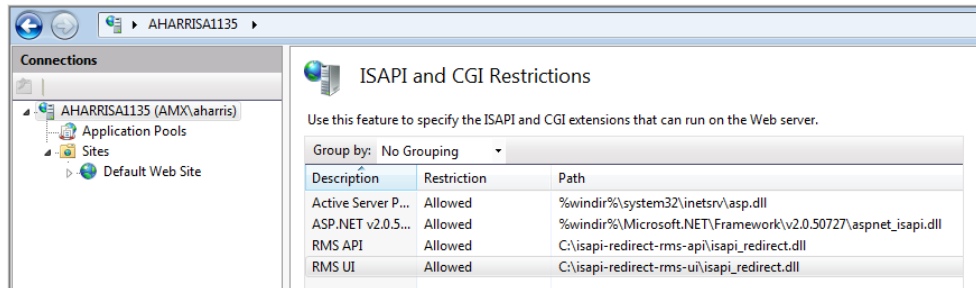 AHARRISA1135
Connections
AHARRISA1135 (AMX\aharris)
Application Pools
Sites
Default Web Site
ISAPI and CGI Restrictions
Use this feature to specify the ISAPI and CGI extensions that can run on the Web server.
Group by: No Grouping
Description Restriction Path
Active Server P... Allowed %windir%\system32\inetsrv\asp.dll
ASP.NET v2.0.5... Allowed %windir%\Microsoft.NET\Framework\v2.0.50727\aspnet_isapi.dll
RMS API Allowed C:\isapi-redirect-rms-api\isapi_redirect.dll
RMS UI Allowed C:\isapi-redirect-rms-ui\isapi_redirect.dll